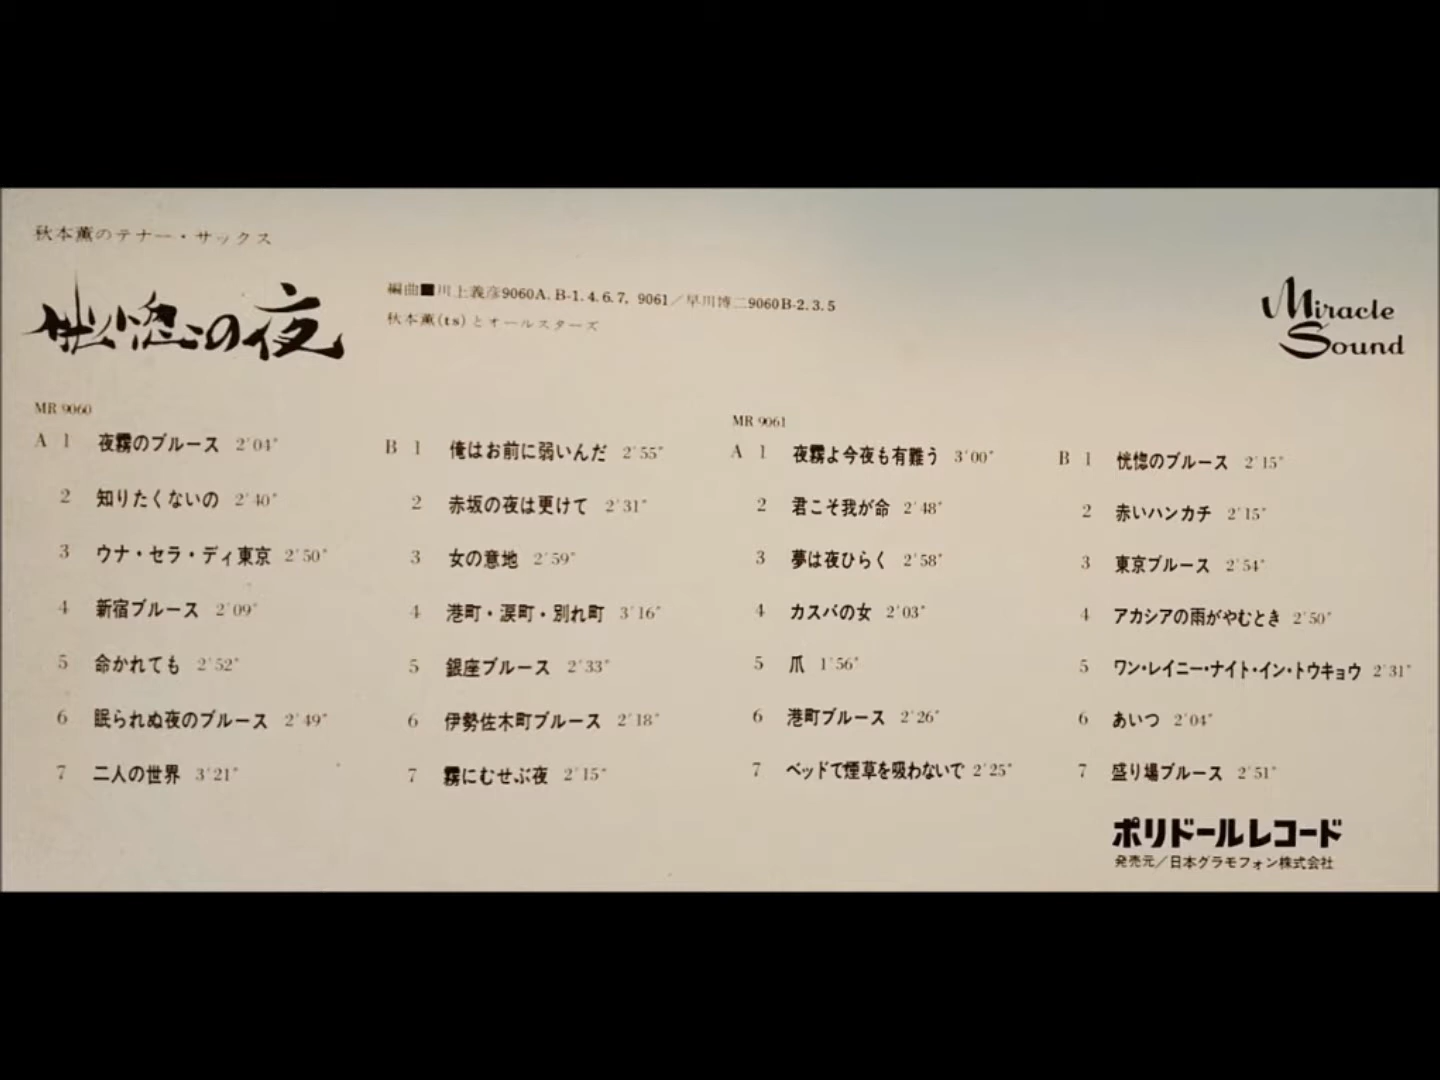 秋本薫のテナー・サックス
恍惚の夜
編曲■川上義彦9060A.B-1.4.6.7, 9061／早川博二9060B-2.3.5
秋本薫(ts)とオールスターズ
Miracle
Sound
MR 9060
A 1 夜霧のブルース 2'04"
2 知りたくないの 2'40"
3 ウナ・セラ・ディ東京 2'50"
4 新宿ブルース 2'09"
5 命かれても 2'52"
6 眠られぬ夜のブルース 2'49"
7 二人の世界 3'21"
B 1 俺はお前に弱いんだ 2'55"
2 赤坂の夜は更けて 2'31"
3 女の意地 2'59"
4 港町・涙町・別れ町 3'16"
5 銀座ブルース 2'33"
6 伊勢佐木町ブルース 2'18"
7 霧にむせぶ夜 2'15"
MR 9061
A 1 夜霧よ今夜も有難う 3'00"
2 君こそ我が命 2'48"
3 夢は夜ひらく 2'58"
4 カスバの女 2'03"
5 爪 1'56"
6 港町ブルース 2'26"
7 ベッドで煙草を吸わないで 2'25"
B 1 恍惚のブルース 2'15"
2 赤いハンカチ 2'15"
3 東京ブルース 2'54"
4 アカシアの雨がやむとき 2'50"
5 ワン・レイニー・ナイト・イン・トウキョウ 2'31"
6 あいつ 2'04"
7 盛り場ブルース 2'51"
ポリドールレコード
発売元／日本グラモフォン株式会社